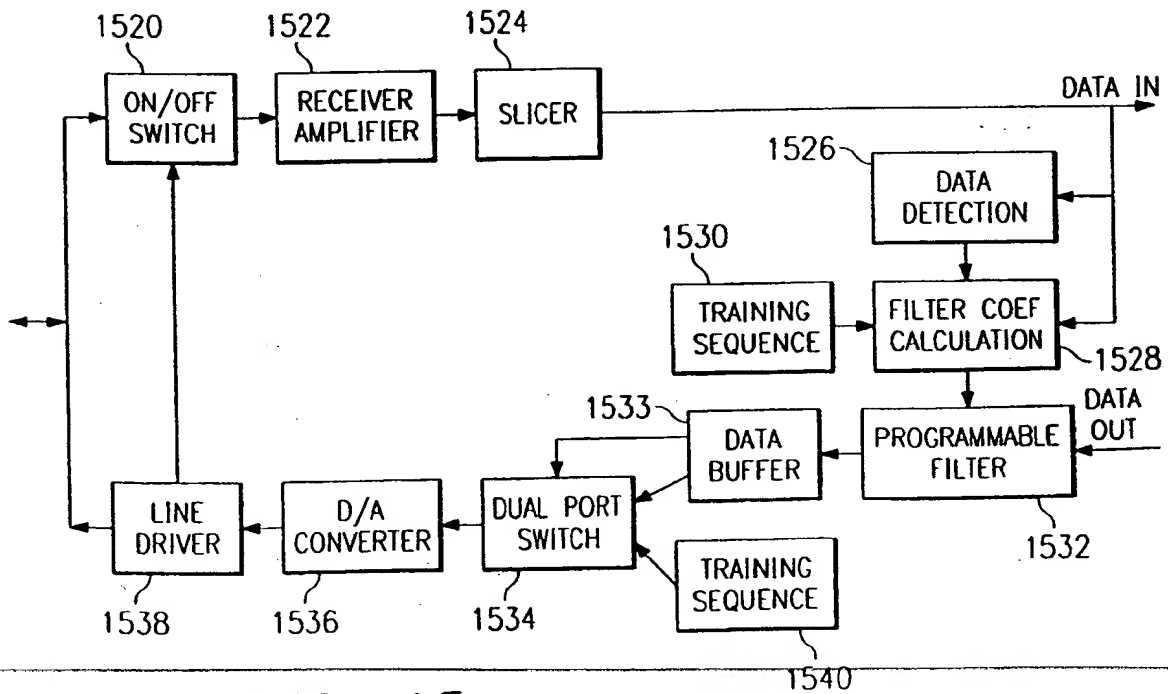 1520
1522
1524
ON/OFF
SWITCH
RECEIVER
AMPLIFIER
SLICER
DATA IN
1526
DATA
DETECTION
1530
TRAINING
SEQUENCE
FILTER COEF
CALCULATION
1528
1533
DATA
BUFFER
PROGRAMMABLE
FILTER
DATA
OUT
1532
LINE
DRIVER
D/A
CONVERTER
DUAL PORT
SWITCH
TRAINING
SEQUENCE
1538
1536
1534
1540